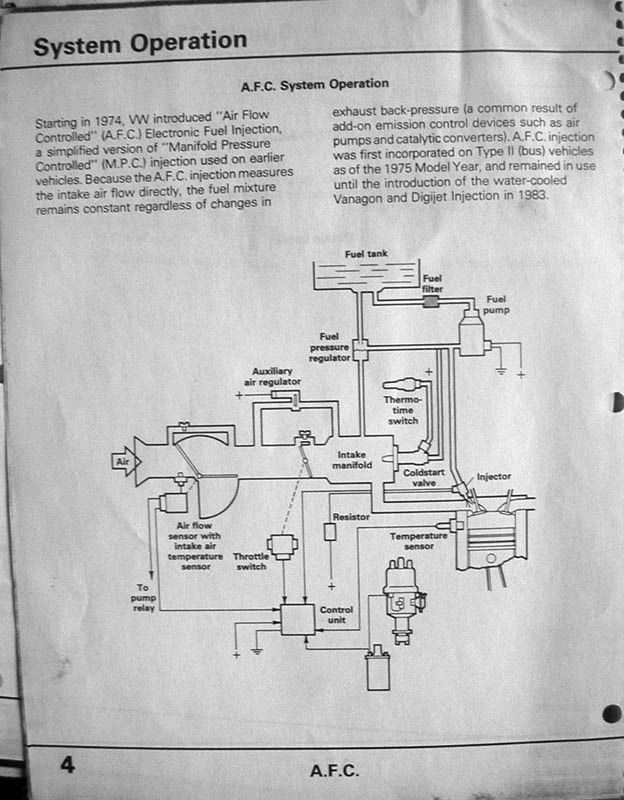 System Operation
A.F.C. System Operation
Starting in 1974, VW introduced "Air Flow
Controlled" (A.F.C.) Electronic Fuel Injection,
a simplified version of "Manifold Pressure
Controlled" (M.P.C.) injection used on earlier
vehicles. Because the A.F.C. injection measures
the intake air flow directly, the fuel mixture
remains constant regardless of changes in
exhaust back-pressure (a common result of
add-on emission control devices such as air
pumps and catalytic converters). A.F.C. injection
was first incorporated on Type II (bus) vehicles
as of the 1975 Model Year, and remained in use
until the introduction of the water-cooled
Vanagon and Digijet Injection in 1983.
Fuel tank
Fuel
filter
Fuel
pump
Fuel
pressure
regulator
Auxiliary
air regulator
+
+
+
Thermo-
time
switch
Air
Intake
manifold
Coldstart
valve
Injector
Air flow
sensor with
intake air
temperature
sensor
Throttle
switch
Resistor
Temperature
sensor
To
pump
relay
+
Control
unit
+
4
A.F.C.